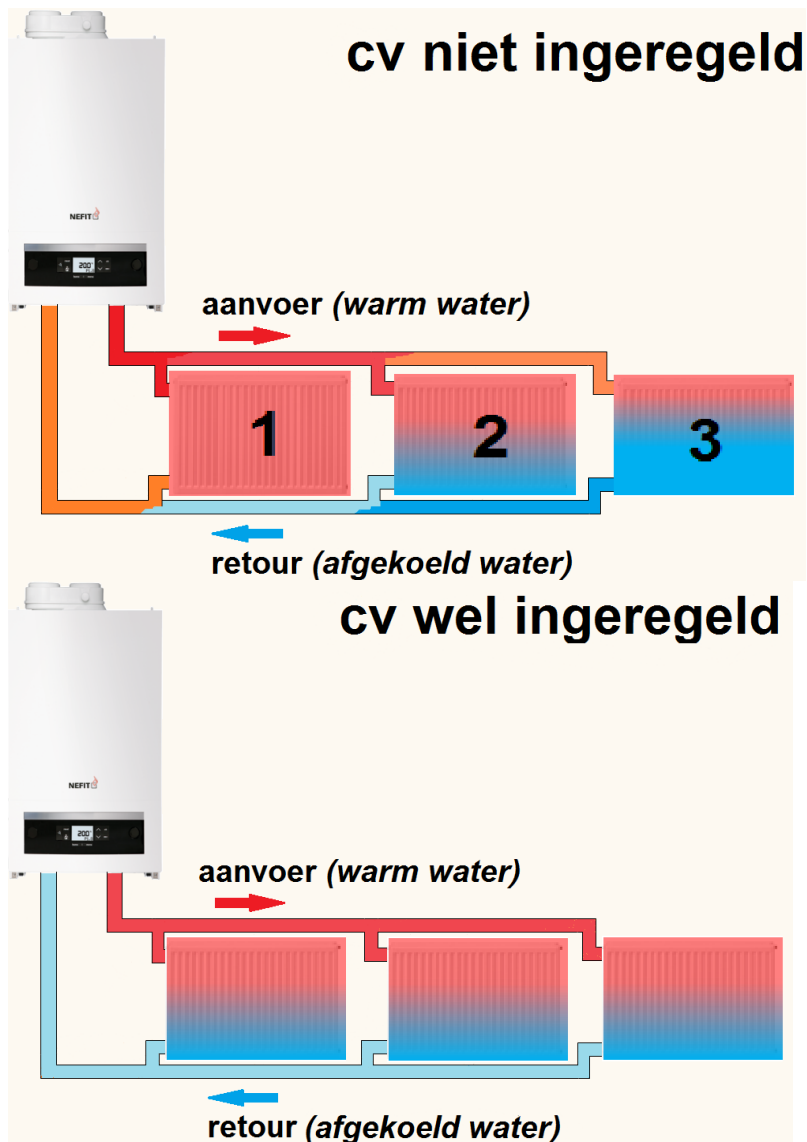 cv niet ingeregeld
NEFIT
aanvoer (warm water)
1
2
3
retour (afgekoeld water)
cv wel ingeregeld
NEFIT
aanvoer (warm water)
retour (afgekoeld water)